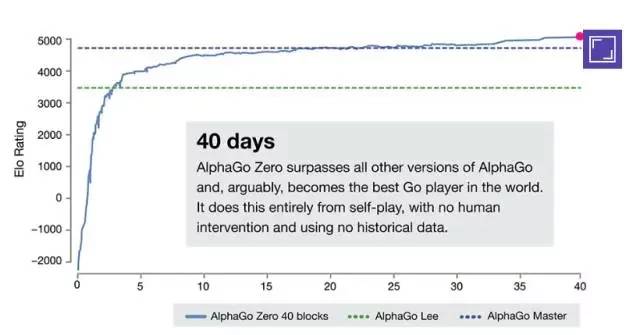 5000
4000
3000
2000
1000
0
−1000
−2000
Elo Rating
40 days
AlphaGo Zero surpasses all other versions of AlphaGo
and, arguably, becomes the best Go player in the world.
It does this entirely from self-play, with no human
intervention and using no historical data.
0 5 10 15 20 25 30 35 40
AlphaGo Zero 40 blocks AlphaGo Lee AlphaGo Master